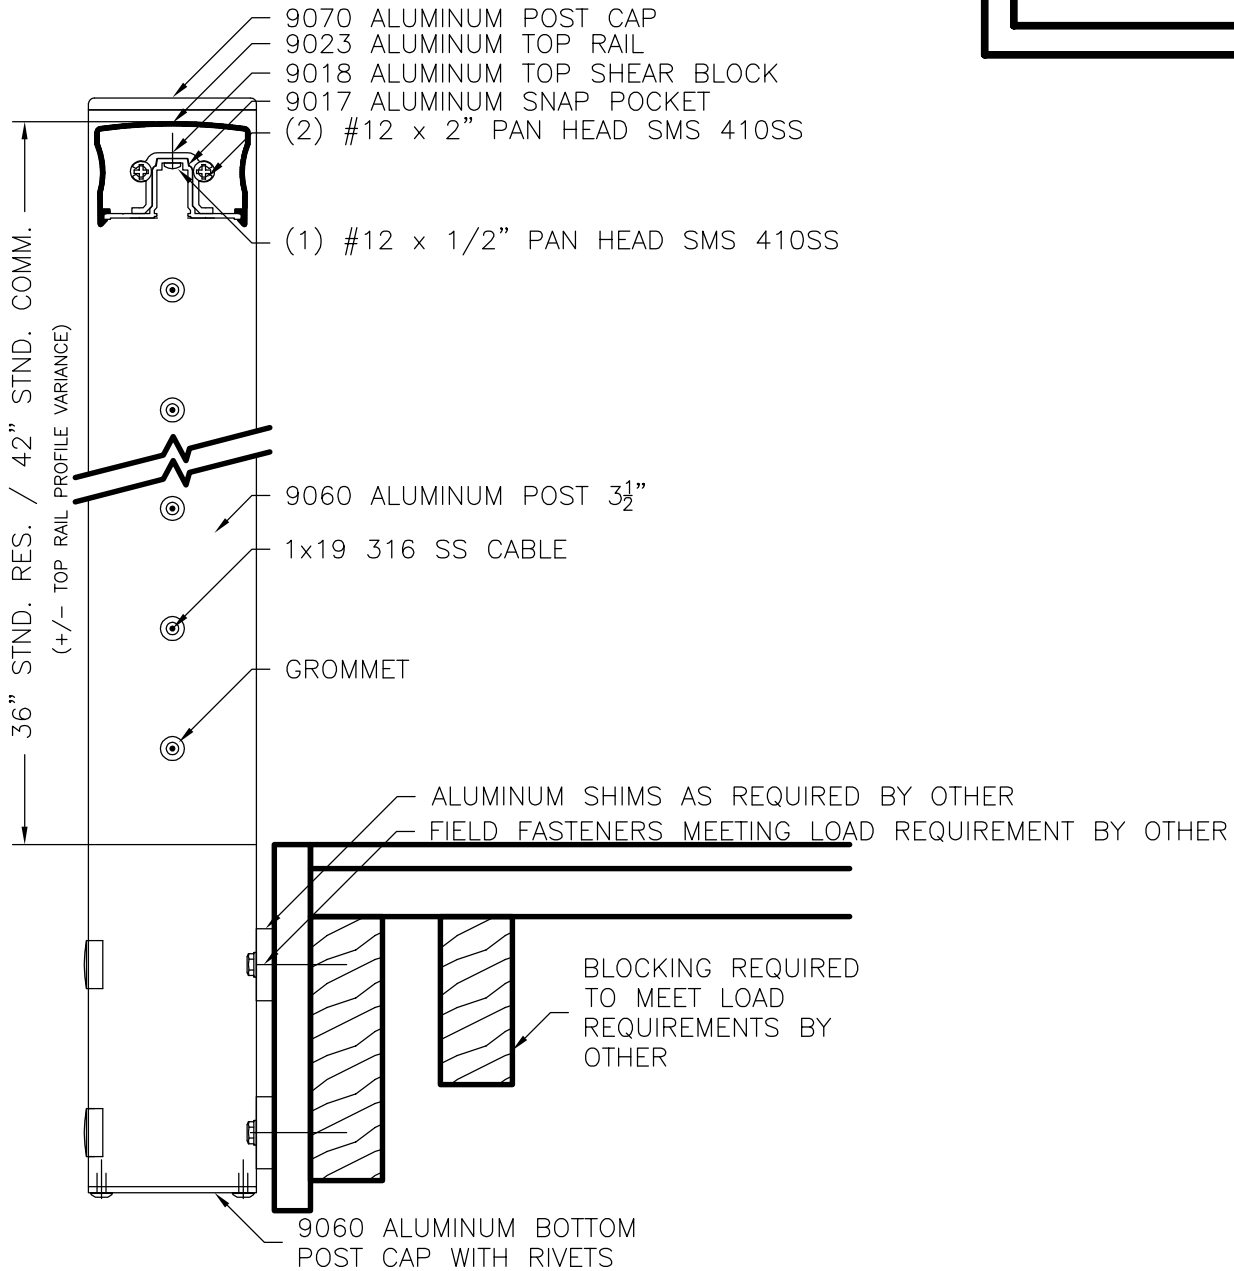 9070 ALUMINUM POST CAP
9023 ALUMINUM TOP RAIL
9018 ALUMINUM TOP SHEAR BLOCK
9017 ALUMINUM SNAP POCKET
(2) #12 x 2" PAN HEAD SMS 410SS
(1) #12 x 1/2" PAN HEAD SMS 410SS
36" STND. RES. / 42" STND. COMM.
(+/- TOP RAIL PROFILE VARIANCE)
9060 ALUMINUM POST 3½"
1x19 316 SS CABLE
GROMMET
ALUMINUM SHIMS AS REQUIRED BY OTHER
FIELD FASTENERS MEETING LOAD REQUIREMENT BY OTHER
BLOCKING REQUIRED
TO MEET LOAD
REQUIREMENTS BY
OTHER
9060 ALUMINUM BOTTOM
POST CAP WITH RIVETS